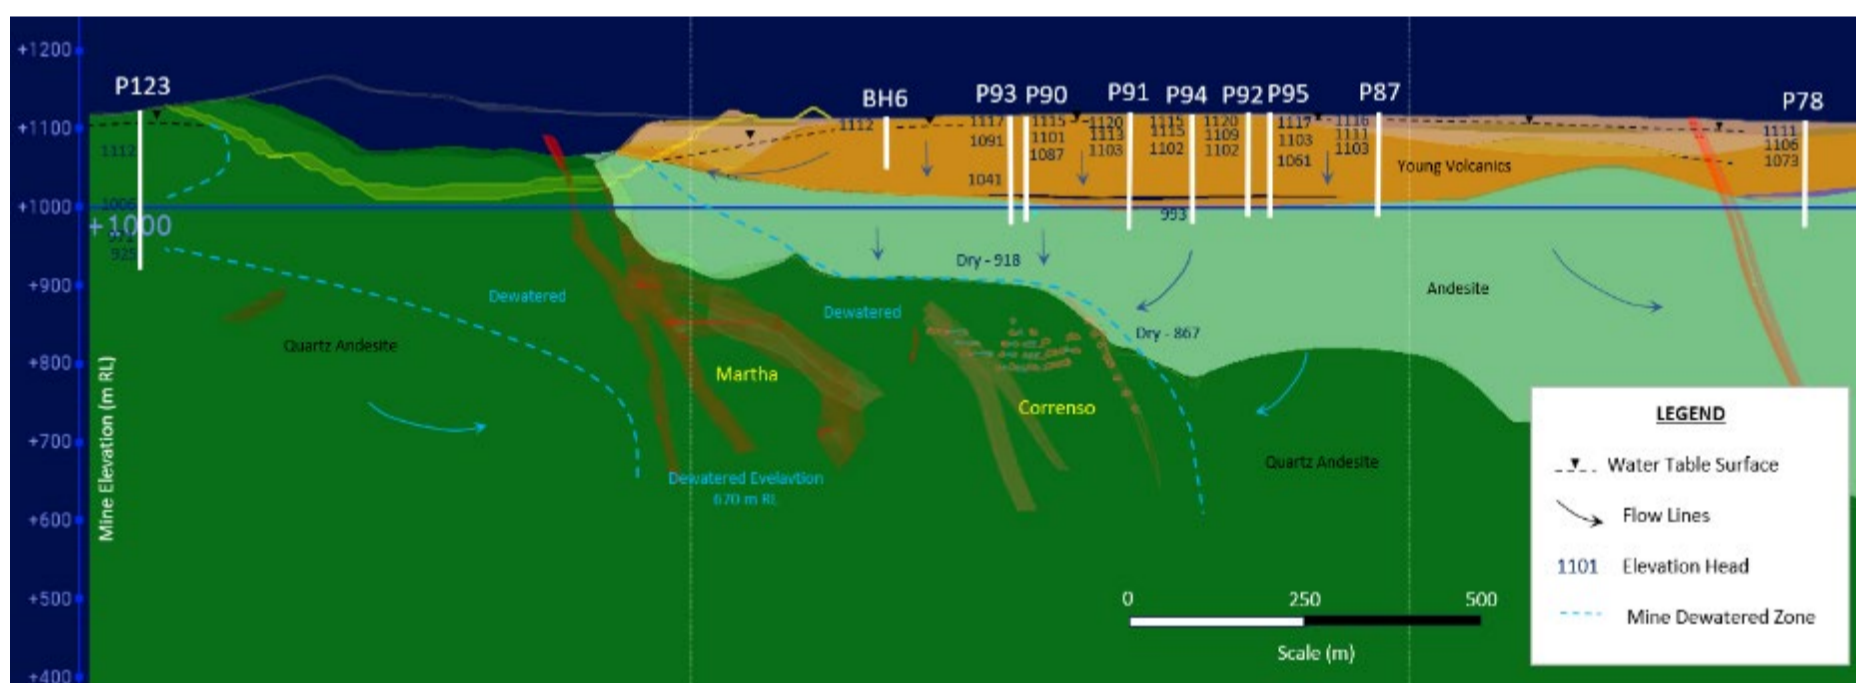 +1200
P123
BH6
P93 P90
P91
P94
P92
P95
P87
P78
+1100
1112
1112
1117
1091
1041
1115
1101
1087
1120
1113
1103
1115
1115
1102
1120
1109
1102
1117
1103
1061
1116
1111
1103
1111
1106
1073
Young Volcanics
+1000
1006
+1000
971
925
993
Dry - 918
+900
Dewatered
Dewatered
Andesite
Dry - 867
Quartz Andesite
+800
Martha
Correnso
Mine Elevation (m RL)
+700
Quartz Andesite
Dewatered Evelavtion
670 m RL
+600
+500
+400
0
250
500
Scale (m)
LEGEND
Water Table Surface
Flow Lines
1101
Elevation Head
Mine Dewatered Zone